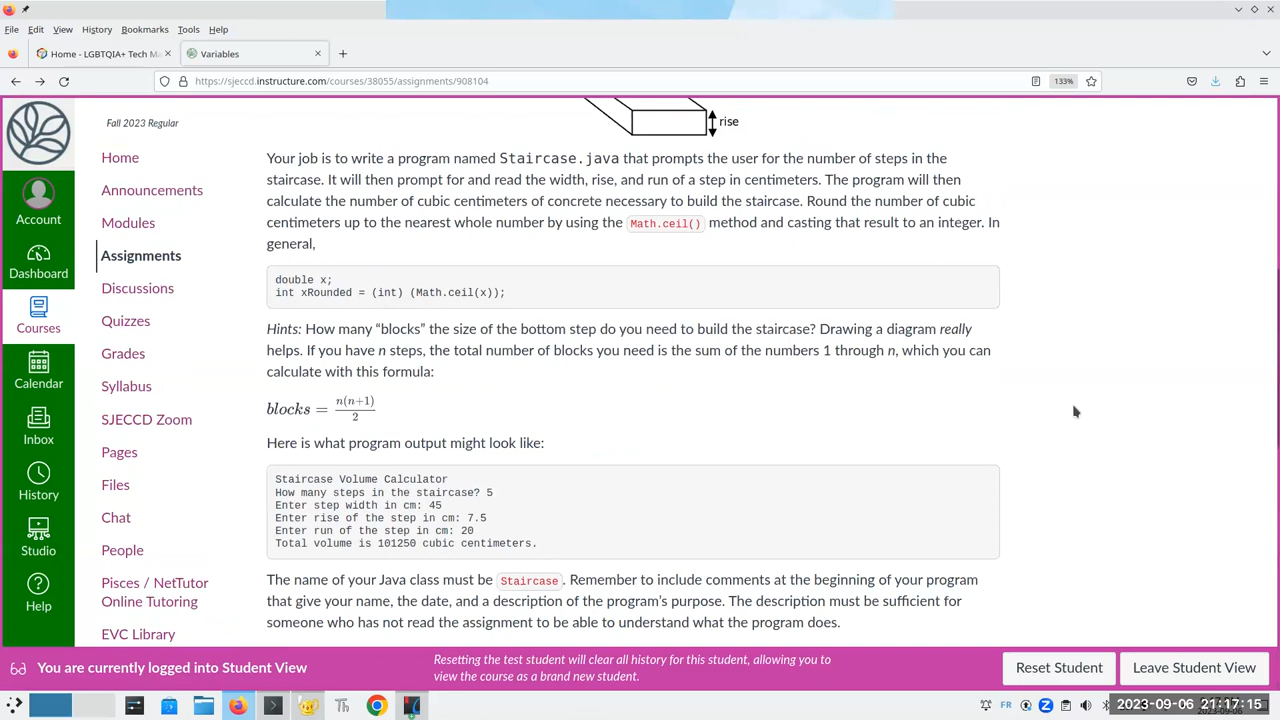 File Edit View History Bookmarks Tools Help
Home - LGBTQIA+ Tech Ma
Variables
https://sjeccd.instructure.com/courses/38055/assignments/908104
133%
Fall 2023 Regular
Home
Announcements
Modules
Assignments
Discussions
Quizzes
Grades
Syllabus
SJECCD Zoom
Pages
Files
Chat
People
Pisces / NetTutor
Online Tutoring
EVC Library
Account
Dashboard
Courses
Calendar
Inbox
History
Studio
Help
rise
Your job is to write a program named Staircase.java that prompts the user for the number of steps in the
staircase. It will then prompt for and read the width, rise, and run of a step in centimeters. The program will then
calculate the number of cubic centimeters of concrete necessary to build the staircase. Round the number of cubic
centimeters up to the nearest whole number by using the Math.ceil() method and casting that result to an integer. In
general,
double x;
int xRounded = (int) (Math.ceil(x));
Hints: How many “blocks” the size of the bottom step do you need to build the staircase? Drawing a diagram really
helps. If you have n steps, the total number of blocks you need is the sum of the numbers 1 through n, which you can
calculate with this formula:
blocks = n(n+1)/2
Here is what program output might look like:
Staircase Volume Calculator
How many steps in the staircase? 5
Enter step width in cm: 45
Enter rise of the step in cm: 7.5
Enter run of the step in cm: 20
Total volume is 101250 cubic centimeters.
The name of your Java class must be Staircase. Remember to include comments at the beginning of your program
that give your name, the date, and a description of the program’s purpose. The description must be sufficient for
someone who has not read the assignment to be able to understand what the program does.
You are currently logged into Student View
Resetting the test student will clear all history for this student, allowing you to
view the course as a brand new student.
Reset Student
Leave Student View
Th
FR
2023-09-06 21:17:15